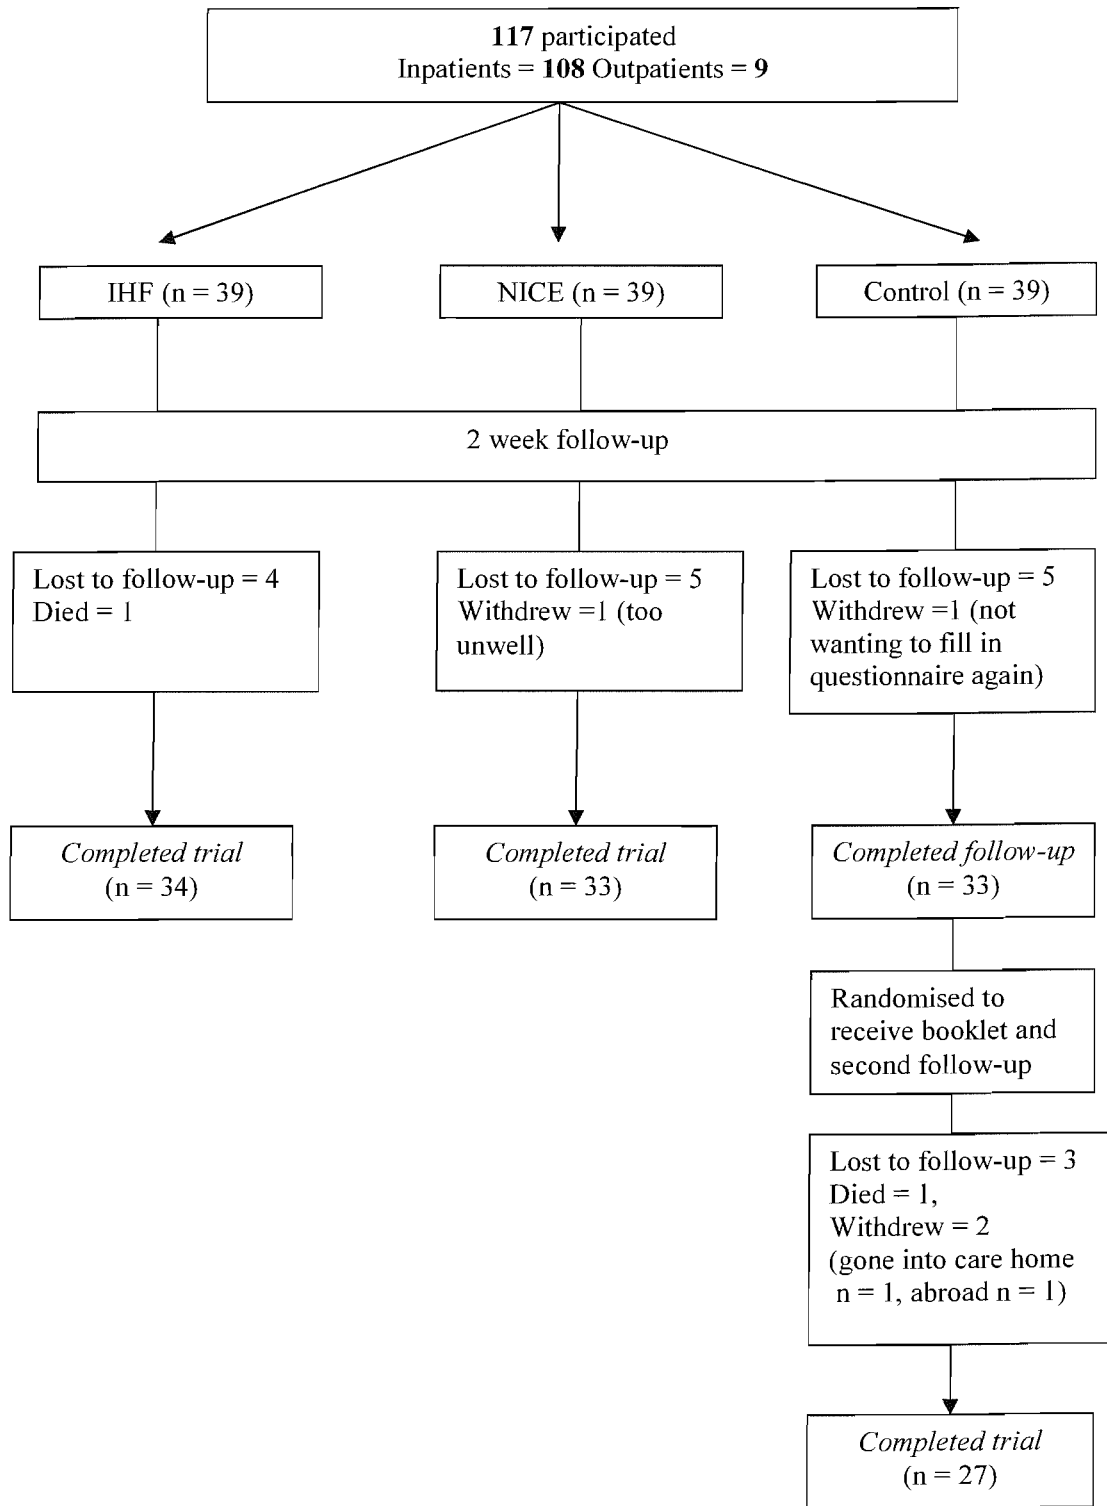 117 participated
Inpatients = 108 Outpatients = 9
IHF (n = 39)
NICE (n = 39)
Control (n = 39)
2 week follow-up
Lost to follow-up = 4
Died = 1
Lost to follow-up = 5
Withdrew =1 (too
unwell)
Lost to follow-up = 5
Withdrew =1 (not
wanting to fill in
questionnaire again)
Completed trial
(n = 34)
Completed trial
(n = 33)
Completed follow-up
(n = 33)
Randomised to
receive booklet and
second follow-up
Lost to follow-up = 3
Died = 1,
Withdrew = 2
(gone into care home
n = 1, abroad n = 1)
Completed trial
(n = 27)